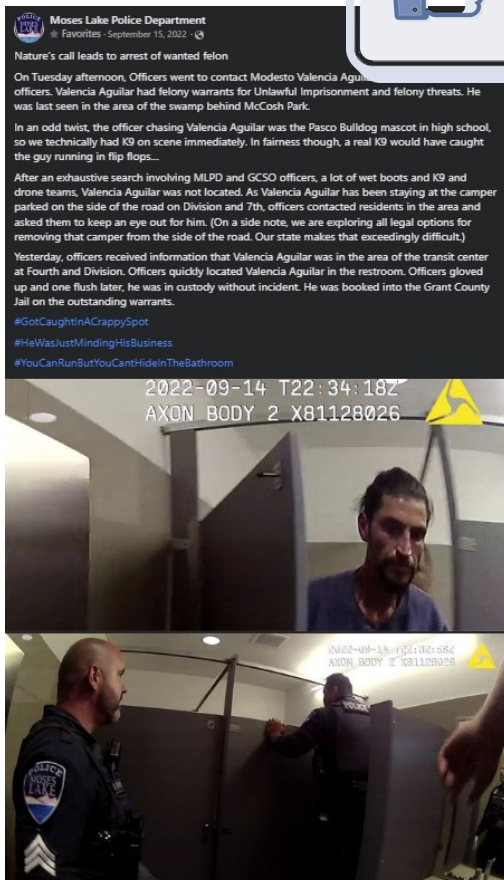 Moses Lake Police Department
Favorites · September 15, 2022 ·
Nature's call leads to arrest of wanted felon
On Tuesday afternoon, Officers went to contact Modesto Valencia
officers. Valencia Aguilar had felony warrants for Unlawful Imprisonment and felony threats. He
was last seen in the area of the swamp behind McCosh Park.
In an odd twist, the officer chasing Valencia Aguilar was the Pasco Bulldog mascot in high school,
so we technically had K9 on scene immediately. In fairness though, a real K9 would have caught
the guy running in flip flops...
After an exhaustive search involving MLPD and GCSO officers, a lot of wet boots and K9 and
drone teams, Valencia Aguilar was not located. As Valencia Aguilar has been staying at the camper
parked on the side of the road on Division and 7th, officers contacted residents in the area and
asked them to keep an eye out for him. (On a side note, we are exploring all legal options for
removing that camper from the side of the road. Our state makes that exceedingly difficult.)
Yesterday, officers received information that Valencia Aguilar was in the area of the transit center
at Fourth and Division. Officers quickly located Valencia Aguilar in the restroom. Officers gloved
up and one flush later, he was in custody without incident. He was booked into the Grant County
Jail on the outstanding warrants.
#GotCaughtInACrappySpot
#HeWasJustMindingHisBusiness
#YouCanRunButYouCantHideInTheBathroom
2022-09-14 T22:34:18Z
AXON BODY 2 X81128026
AXON BODY 2 X81128026
POLICE
POLICE
MOSES
LAKE